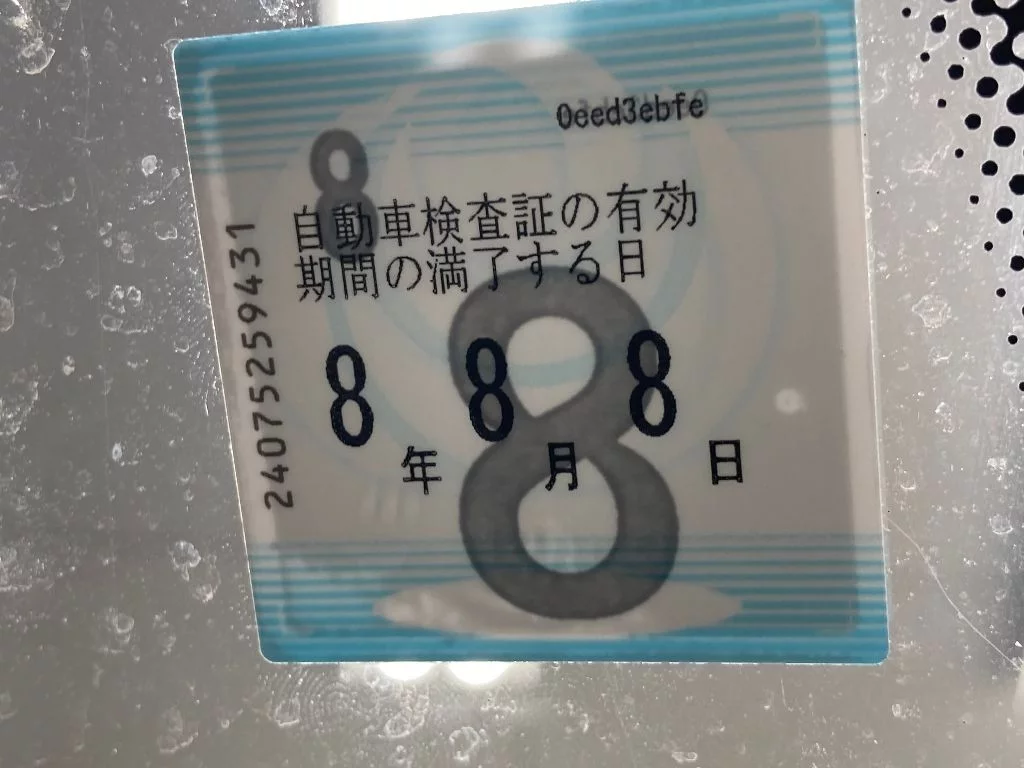 0eed3ebfe
8
自動車検査証の有効
期間の満了する日
8年 8月 8日
8
24075259431